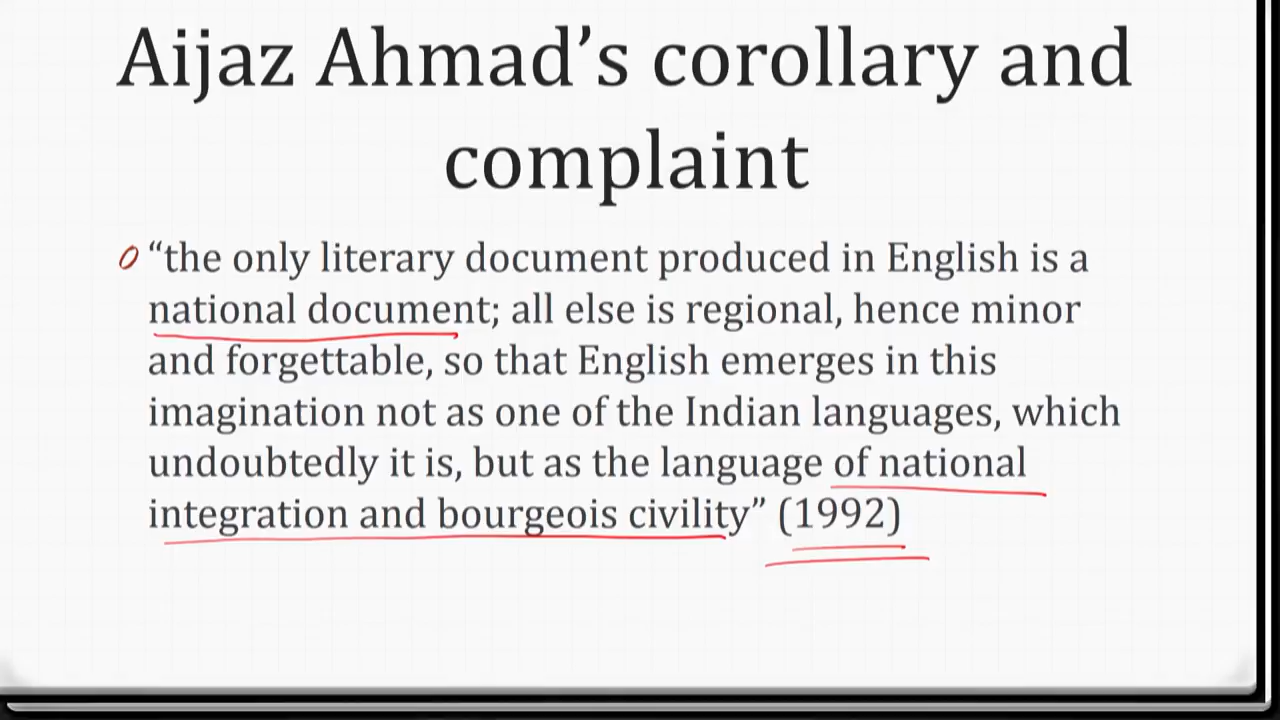 Aijaz Ahmad’s corollary and
complaint
“the only literary document produced in English is a
national document; all else is regional, hence minor
and forgettable, so that English emerges in this
imagination not as one of the Indian languages, which
undoubtedly it is, but as the language of national
integration and bourgeois civility” (1992)